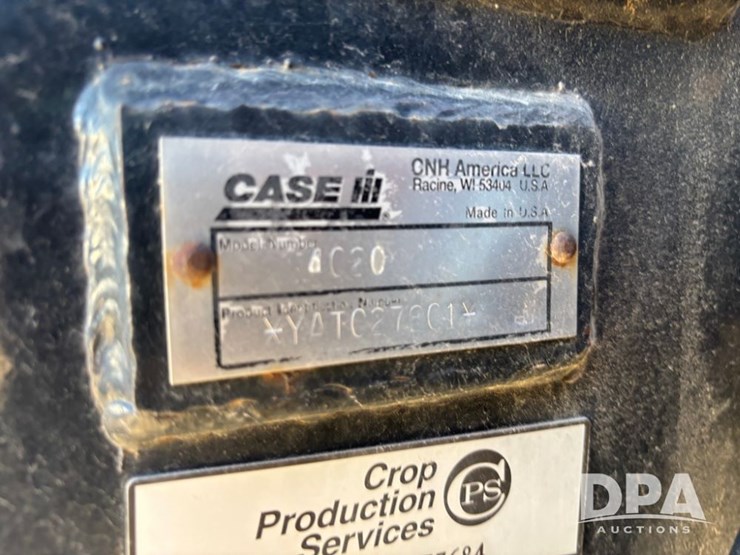 CASE IH
CNH America LLC
Racine, WI 53404 U.S.A
Made in U.S.A
Model Number
4020
Product Identification Number
Crop
Production
Services
CPS
DPA
AUCTIONS